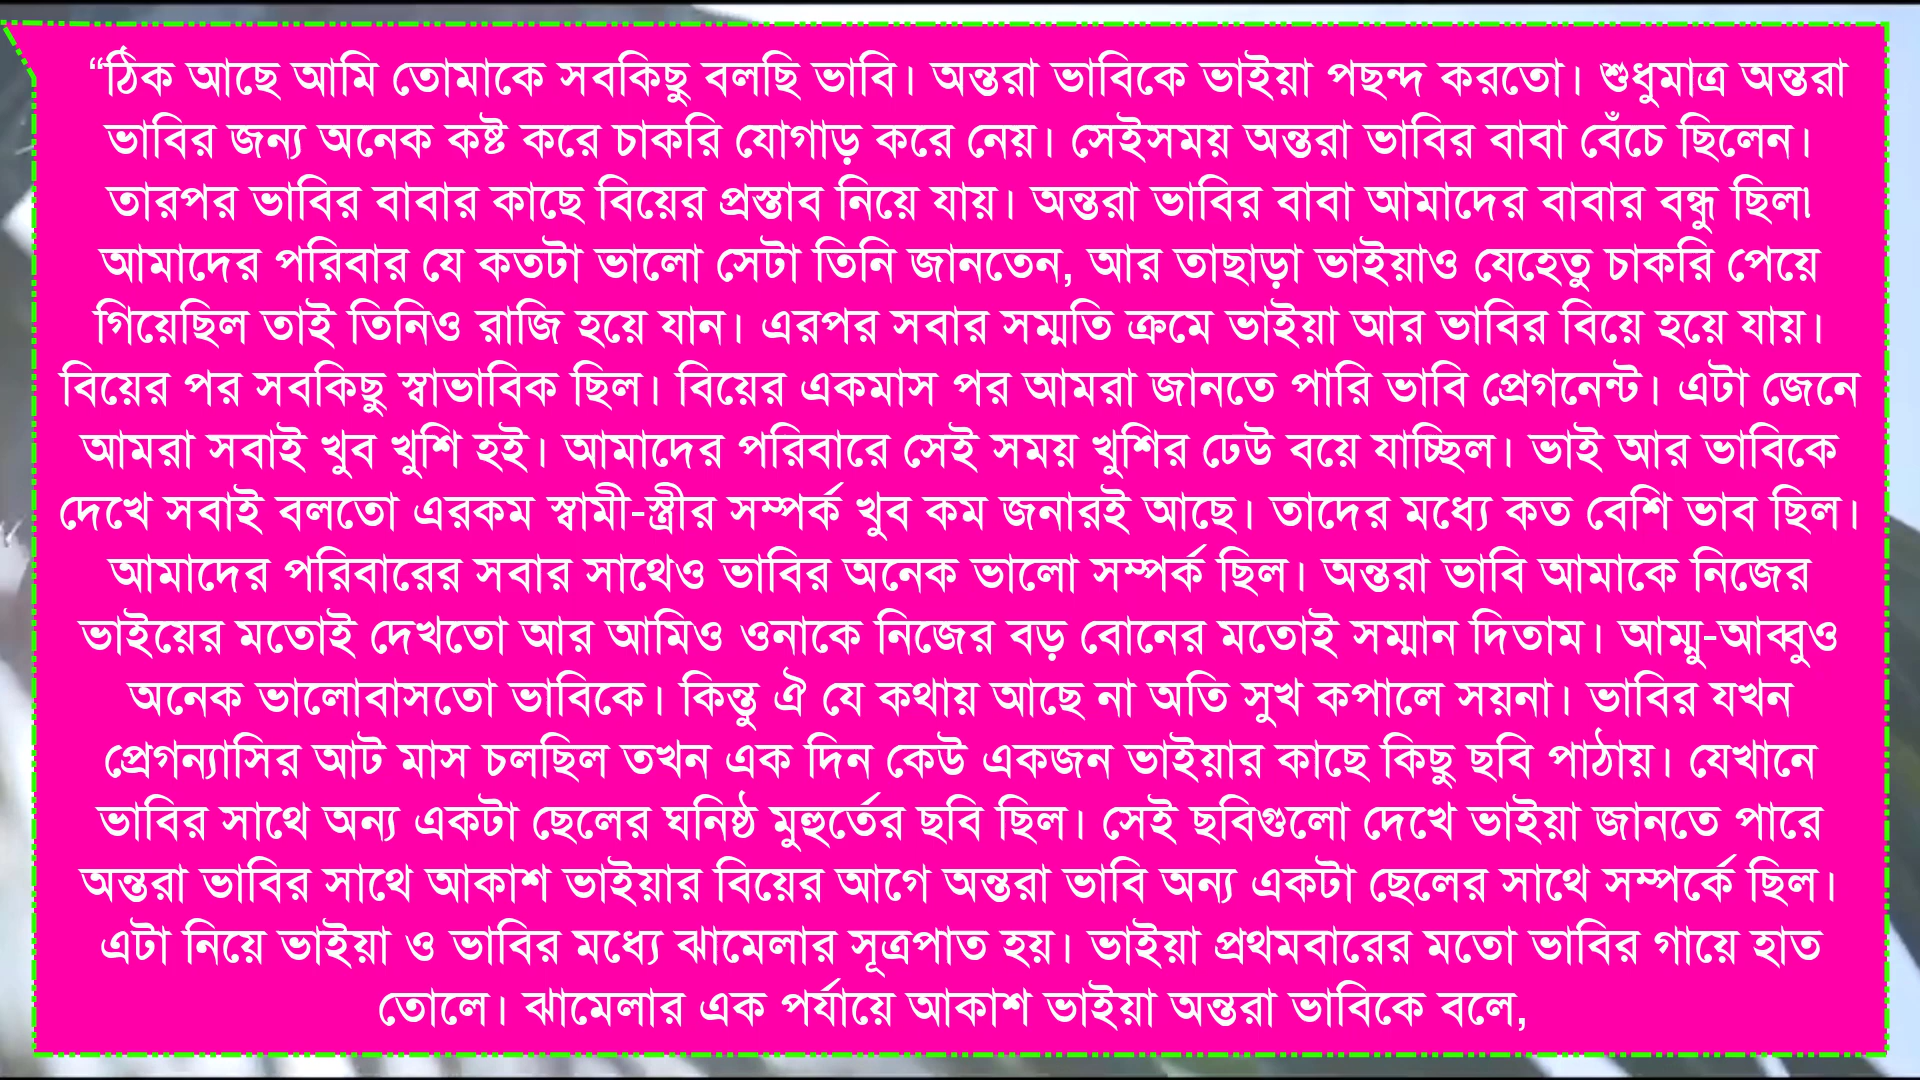 “ঠিক আছে আমি তোমাকে সবকিছু বলছি ভাবি। অন্তরা ভাবিকে ভাইয়া পছন্দ করতো। শুধুমাত্র অন্তরা
ভাবির জন্য অনেক কষ্ট করে চাকরি যোগাড় করে নেয়। সেইসময় অন্তরা ভাবির বাবা বেঁচে ছিলেন।
তারপর ভাবির বাবার কাছে বিয়ের প্রস্তাব নিয়ে যায়। অন্তরা ভাবির বাবা আমাদের বাবার বন্ধু ছিল৷
আমাদের পরিবার যে কতটা ভালো সেটা তিনি জানতেন, আর তাছাড়া ভাইয়াও যেহেতু চাকরি পেয়ে
গিয়েছিল তাই তিনিও রাজি হয়ে যান। এরপর সবার সম্মতি ক্রমে ভাইয়া আর ভাবির বিয়ে হয়ে যায়।
বিয়ের পর সবকিছু স্বাভাবিক ছিল। বিয়ের একমাস পর আমরা জানতে পারি ভাবি প্রেগনেন্ট। এটা জেনে
আমরা সবাই খুব খুশি হই। আমাদের পরিবারে সেই সময় খুশির ঢেউ বয়ে যাচ্ছিল। ভাই আর ভাবিকে
দেখে সবাই বলতো এরকম স্বামী-স্ত্রীর সম্পর্ক খুব কম জনারই আছে। তাদের মধ্যে কত বেশি ভাব ছিল।
আমাদের পরিবারের সবার সাথেও ভাবির অনেক ভালো সম্পর্ক ছিল। অন্তরা ভাবি আমাকে নিজের
ভাইয়ের মতোই দেখতো আর আমিও ওনাকে নিজের বড় বোনের মতোই সম্মান দিতাম। আম্মু-আব্বুও
অনেক ভালোবাসতো ভাবিকে। কিন্তু ঐ যে কথায় আছে না অতি সুখ কপালে সয়না। ভাবির যখন
প্রেগন্যাসির আট মাস চলছিল তখন এক দিন কেউ একজন ভাইয়ার কাছে কিছু ছবি পাঠায়। যেখানে
ভাবির সাথে অন্য একটা ছেলের ঘনিষ্ঠ মুহুর্তের ছবি ছিল। সেই ছবিগুলো দেখে ভাইয়া জানতে পারে
অন্তরা ভাবির সাথে আকাশ ভাইয়ার বিয়ের আগে অন্তরা ভাবি অন্য একটা ছেলের সাথে সম্পর্কে ছিল।
এটা নিয়ে ভাইয়া ও ভাবির মধ্যে ঝামেলার সূত্রপাত হয়। ভাইয়া প্রথমবারের মতো ভাবির গায়ে হাত
তোলে। ঝামেলার এক পর্যায়ে আকাশ ভাইয়া অন্তরা ভাবিকে বলে,